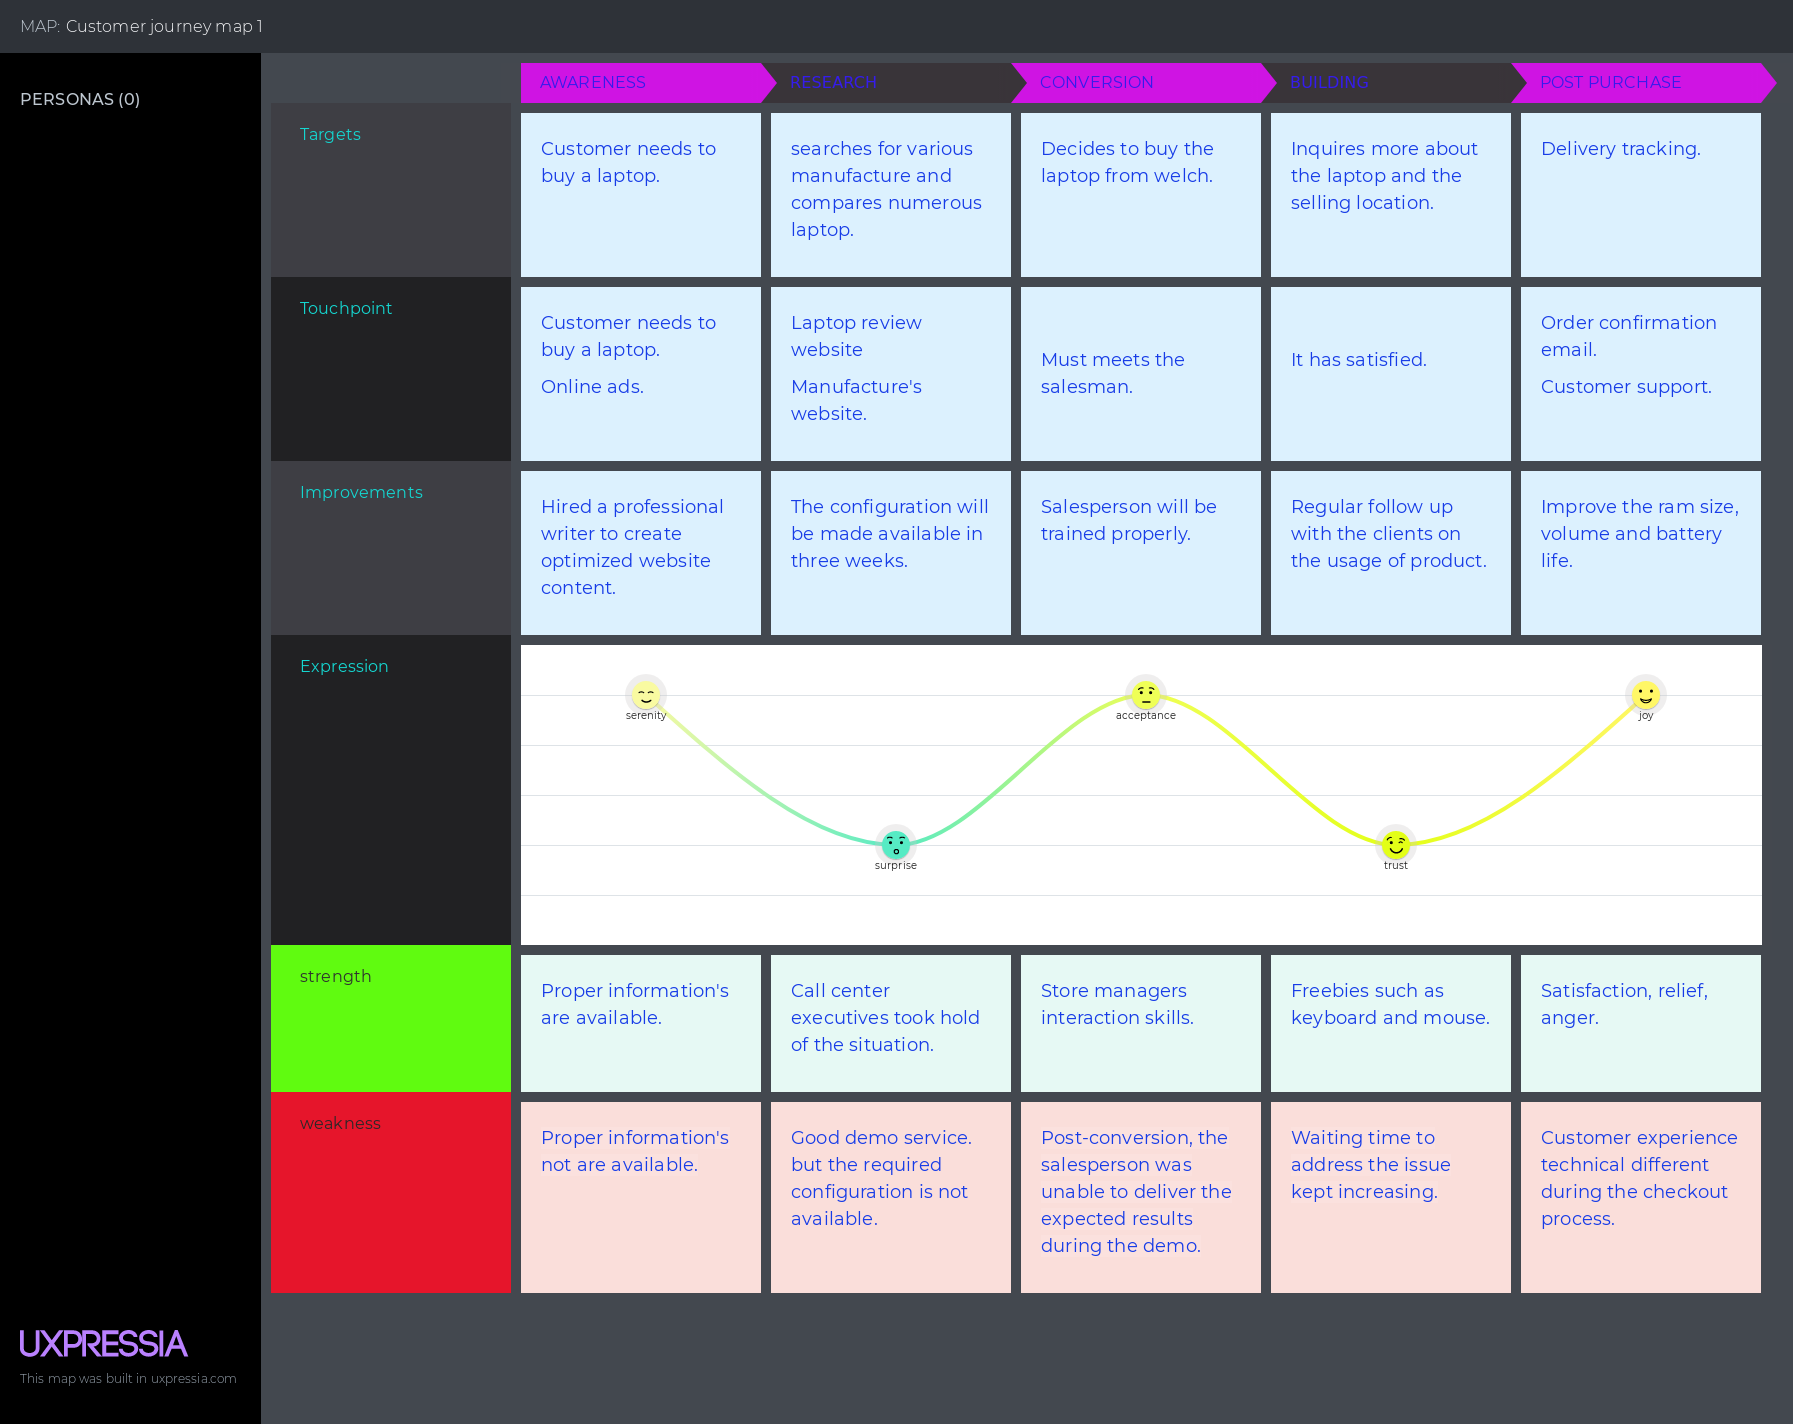 MAP: Customer journey map 1
PERSONAS (0)
AWARENESS
RESEARCH
CONVERSION
BUILDING
POST PURCHASE
Targets
Customer needs to
buy a laptop.
searches for various
manufacture and
compares numerous
laptop.
Decides to buy the
laptop from welch.
Inquires more about
the laptop and the
selling location.
Delivery tracking.
Touchpoint
Customer needs to
buy a laptop.
Online ads.
Laptop review
website
Manufacture's
website.
Must meets the
salesman.
It has satisfied.
Order confirmation
email.
Customer support.
Improvements
Hired a professional
writer to create
optimized website
content.
The configuration will
be made available in
three weeks.
Salesperson will be
trained properly.
Regular follow up
with the clients on
the usage of product.
Improve the ram size,
volume and battery
life.
Expression
serenity
surprise
acceptance
trust
joy
strength
Proper information's
are available.
Call center
executives took hold
of the situation.
Store managers
interaction skills.
Freebies such as
keyboard and mouse.
Satisfaction, relief,
anger.
weakness
Proper information's
not are available.
Good demo service.
but the required
configuration is not
available.
Post-conversion, the
salesperson was
unable to deliver the
expected results
during the demo.
Waiting time to
address the issue
kept increasing.
Customer experience
technical different
during the checkout
process.
UXPRESSIA
This map was built in uxpressia.com